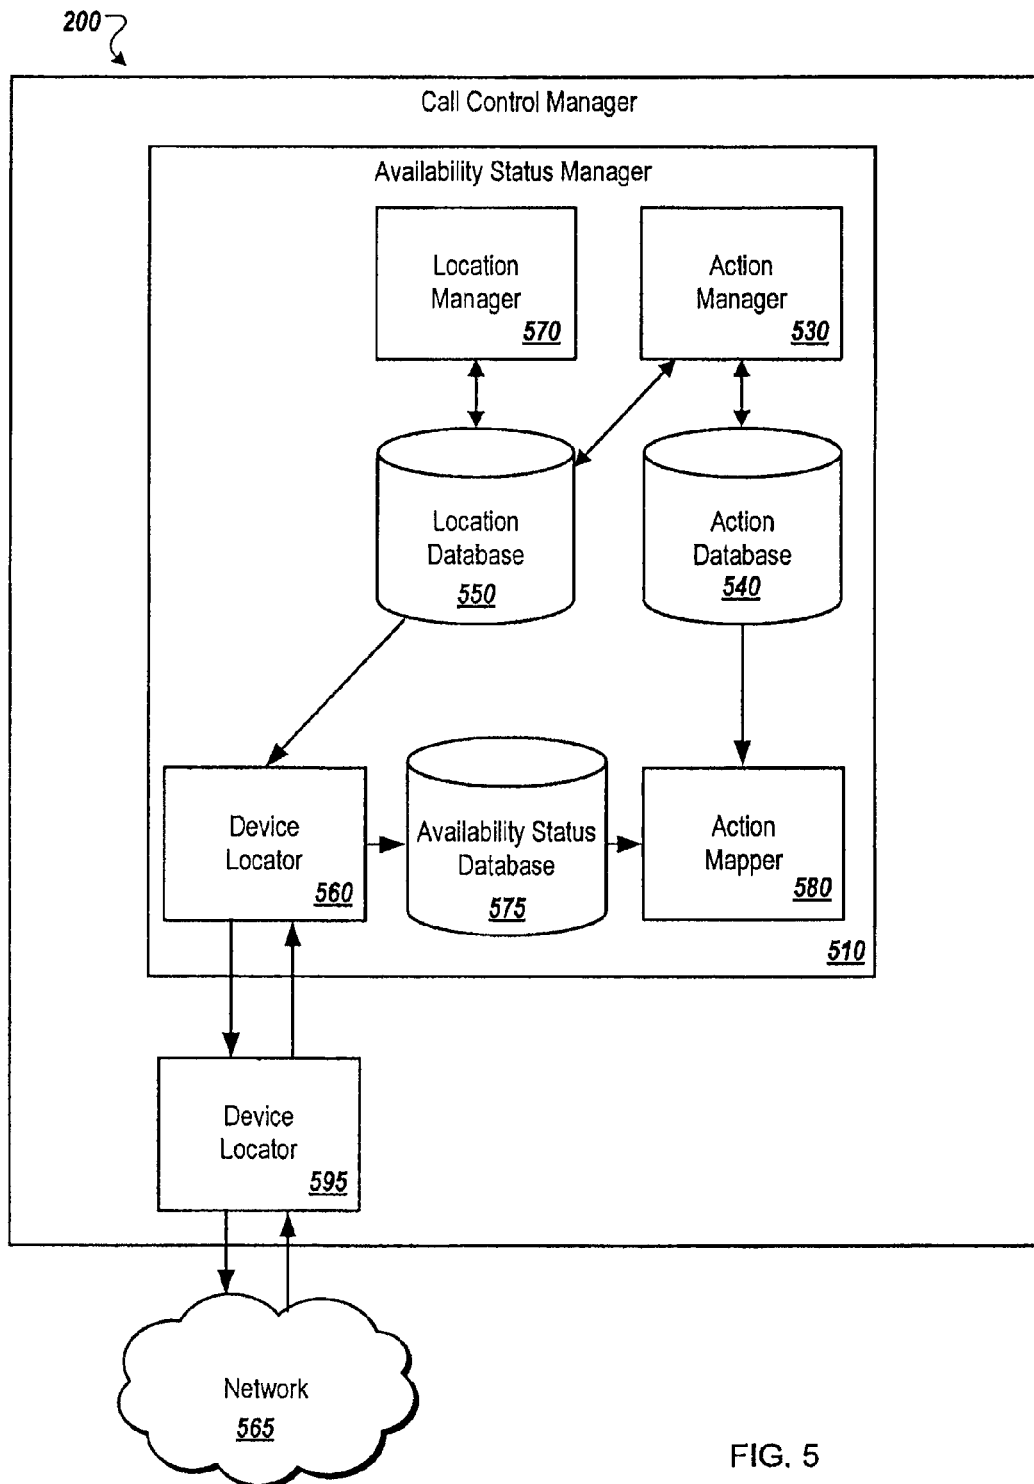 200
Call Control Manager
Availability Status Manager
Location
Manager
570
Action
Manager
530
Location
Database
550
Action
Database
540
Device
Locator
560
Availability Status
Database
575
Action
Mapper
580
510
Device
Locator
595
Network
565
FIG. 5